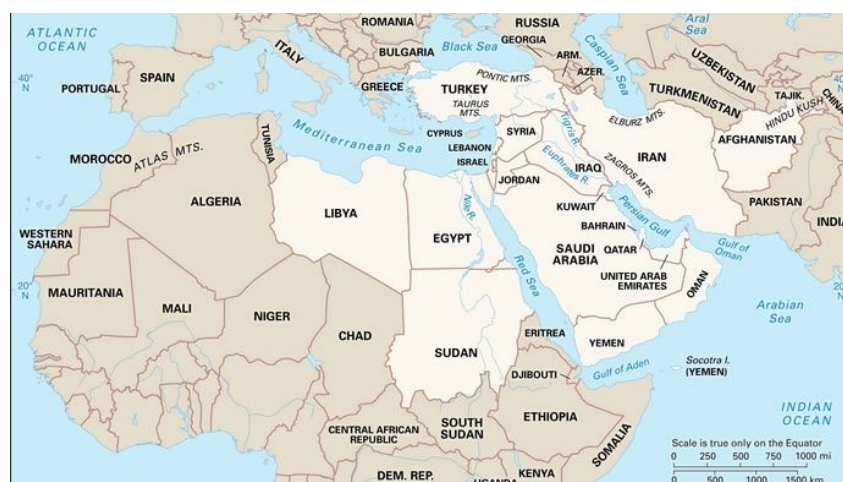 ATLANTIC
OCEAN
ROMANIA
RUSSIA
Aral
Sea
ITALY
BULGARIA
Black Sea
GEORGIA
Caspian Sea
UZBEKISTAN
ARM.
AZER.
40°
N
PORTUGAL
SPAIN
GREECE
TURKEY
PONTIC MTS.
TAURUS
MTS.
TURKMENISTAN
TAJIK.
CHINA
40°
N
HINDU KUSH
TUNISIA
Mediterranean Sea
CYPRUS
SYRIA
LEBANON
ISRAEL
Tigris R.
Euphrates R.
ELBURZ MTS.
AFGHANISTAN
MOROCCO
ATLAS MTS.
IRAQ
IRAN
ZAGROS MTS.
JORDAN
ALGERIA
LIBYA
EGYPT
Nile R.
KUWAIT
Persian Gulf
PAKISTAN
INDIA
WESTERN
SAHARA
BAHRAIN
QATAR
SAUDI
ARABIA
UNITED ARAB
EMIRATES
Gulf of
Oman
OMAN
Red Sea
20°
N
MAURITANIA
MALI
NIGER
CHAD
SUDAN
ERITREA
YEMEN
Arabian
Sea
20°
DJIBOUTI
Gulf of Aden
Socotra I.
(YEMEN)
ETHIOPIA
SOMALIA
INDIAN
OCEAN
CENTRAL AFRICAN
REPUBLIC
SOUTH
SUDAN
DEM. REP.
UGANDA
KENYA
Scale is true only on the Equator
0 250 500 750 1000 mi
0 500 1000 1500 km